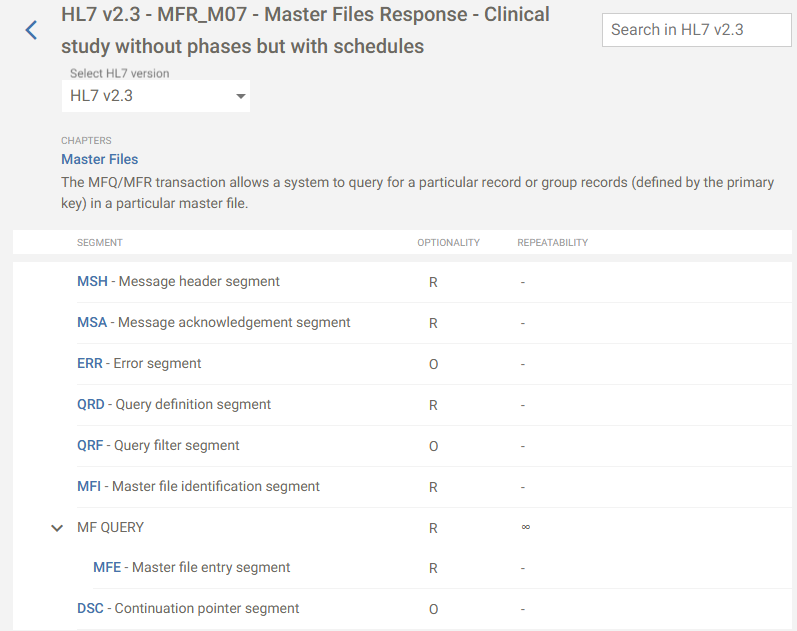 HL7 v2.3 - MFR_M07 - Master Files Response - Clinical
study without phases but with schedules
Search in HL7 v2.3
Select HL7 version
HL7 v2.3
CHAPTERS
Master Files
The MFQ/MFR transaction allows a system to query for a particular record or group records (defined by the primary
key) in a particular master file.
SEGMENT OPTIONALITY REPEATABILITY
MSH - Message header segment R -
MSA - Message acknowledgement segment R -
ERR - Error segment O -
QRD - Query definition segment R -
QRF - Query filter segment O -
MFI - Master file identification segment R -
MF QUERY R ∞
MFE - Master file entry segment R -
DSC - Continuation pointer segment O -